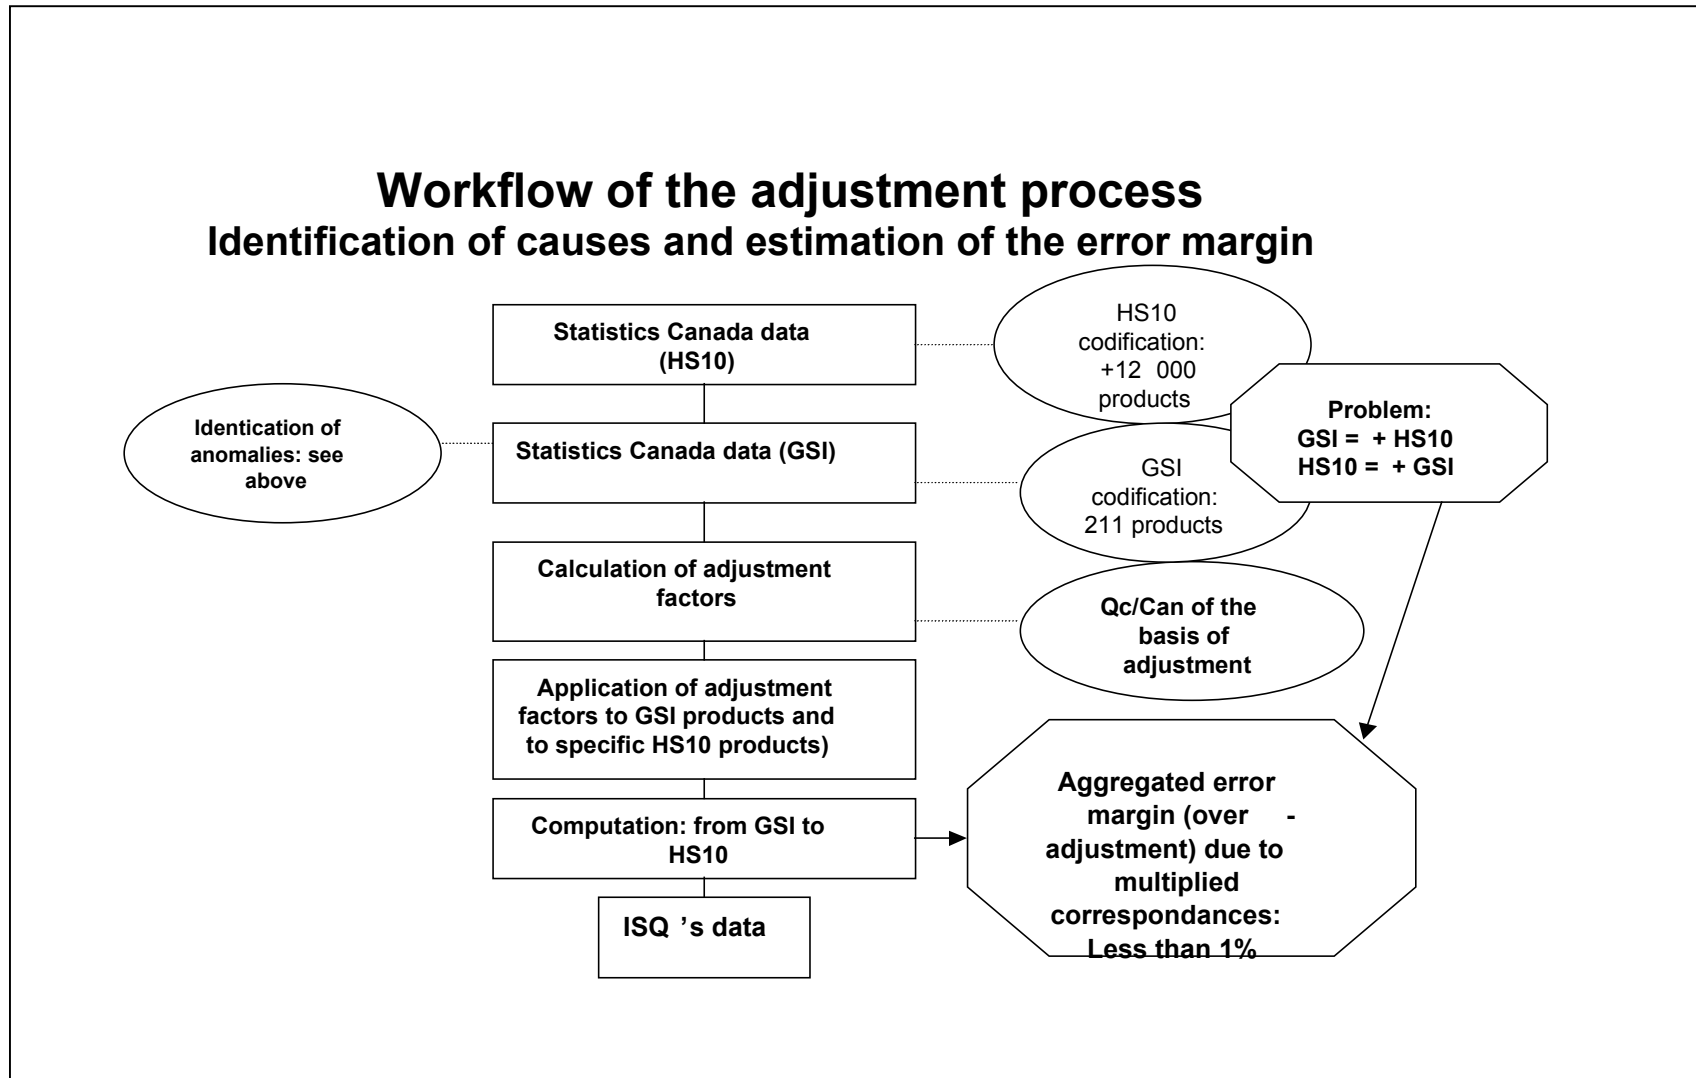 Workflow of the adjustment process
Identification of causes and estimation of the error margin
Statistics Canada data
(HS10)
HS10
codification:
+12 000
products
Problem:
GSI = + HS10
HS10 = + GSI
Identication of
anomalies: see
above
Statistics Canada data (GSI)
GSI
codification:
211 products
Calculation of adjustment
factors
Qc/Can of the
basis of
adjustment
Application of adjustment
factors to GSI products and
to specific HS10 products)
Computation: from GSI to
HS10
Aggregated error
margin (over -
adjustment) due to
multiplied
correspondances:
Less than 1%
ISQ 's data